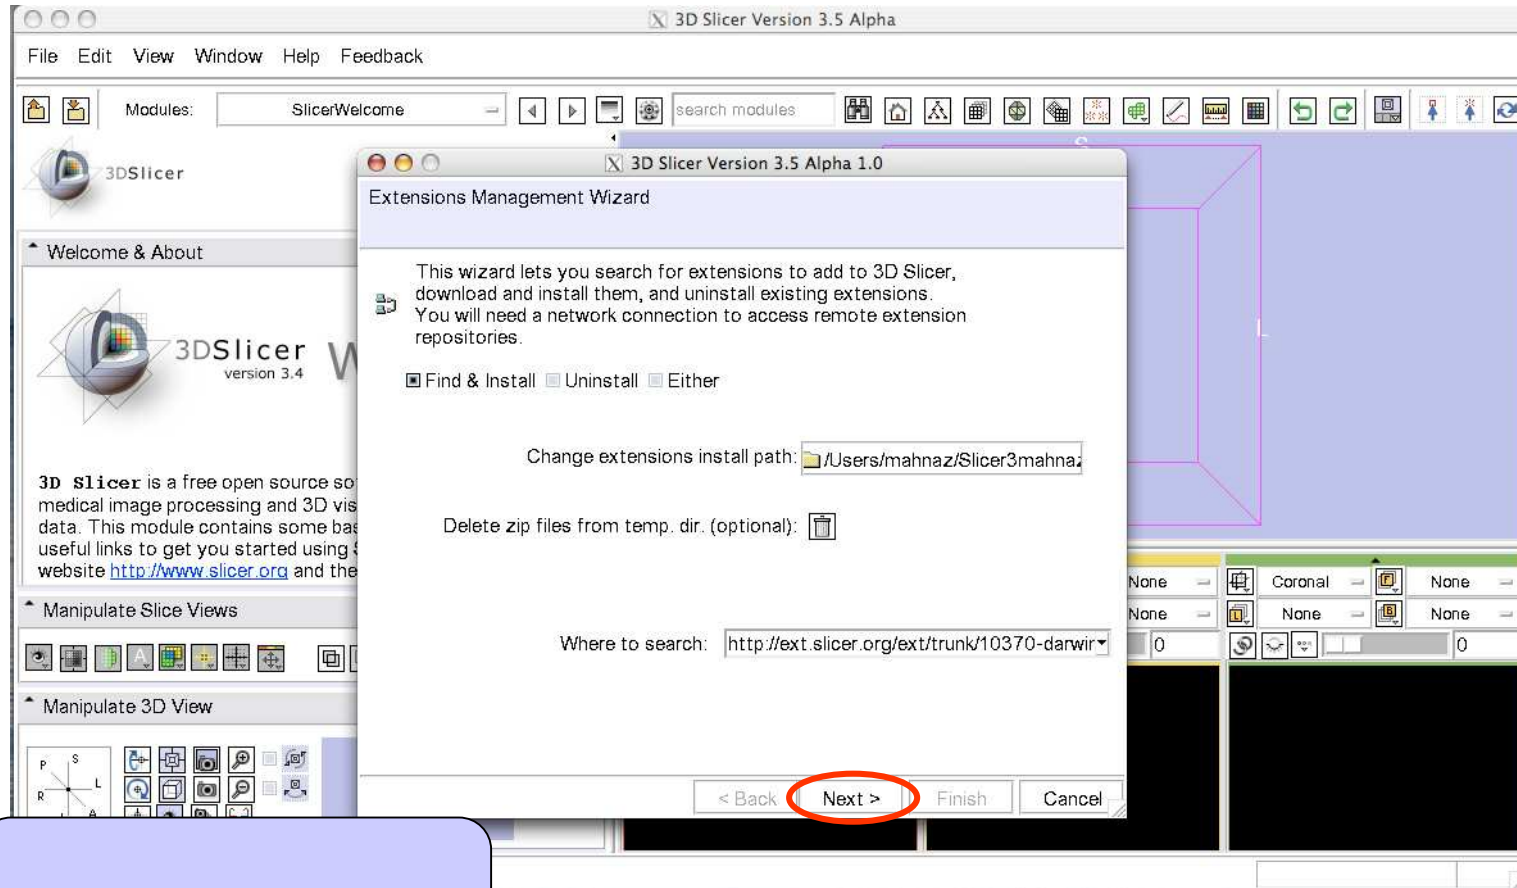 3D Slicer Version 3.5 Alpha
File Edit View Window Help Feedback
Modules: SlicerWelcome search modules
3DSlicer
Welcome & About
3DSlicer
version 3.4
W
3D Slicer is a free open source so
medical image processing and 3D vis
data. This module contains some bas
useful links to get you started using
website http://www.slicer.org and the
Manipulate Slice Views
Manipulate 3D View
P S
R L
A
3D Slicer Version 3.5 Alpha 1.0
Extensions Management Wizard
This wizard lets you search for extensions to add to 3D Slicer,
download and install them, and uninstall existing extensions.
You will need a network connection to access remote extension
repositories.
Find & Install Uninstall Either
Change extensions install path: /Users/mahnaz/Slicer3mahnaz
Delete zip files from temp. dir. (optional):
Where to search: http://ext.slicer.org/ext/trunk/10370-darwin
< Back Next > Finish Cancel
L
None Coronal F None
None L None B None
0 0